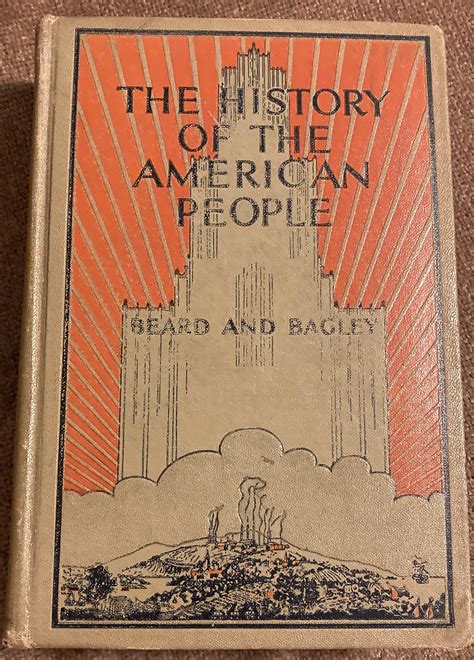 THE HISTORY
OF THE
AMERICAN
PEOPLE
BEARD AND BAGLEY